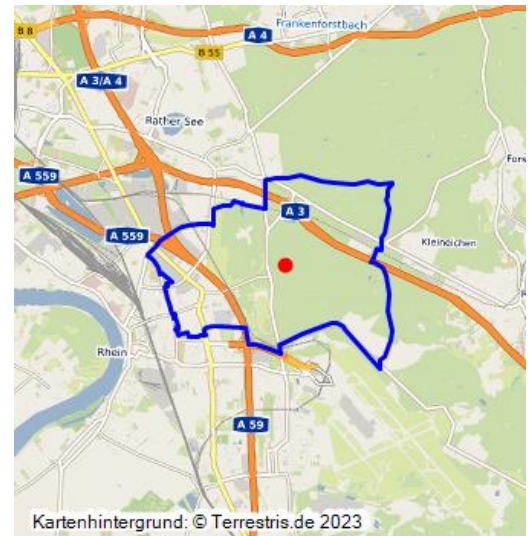 B 8
A 4
Frankenforstbach
B 55
A 3/A 4
Rather See
A 559
A 3
A 559
Kleineichen
Rhein
A 59
Kartenhintergrund: © Terrestris.de 2023